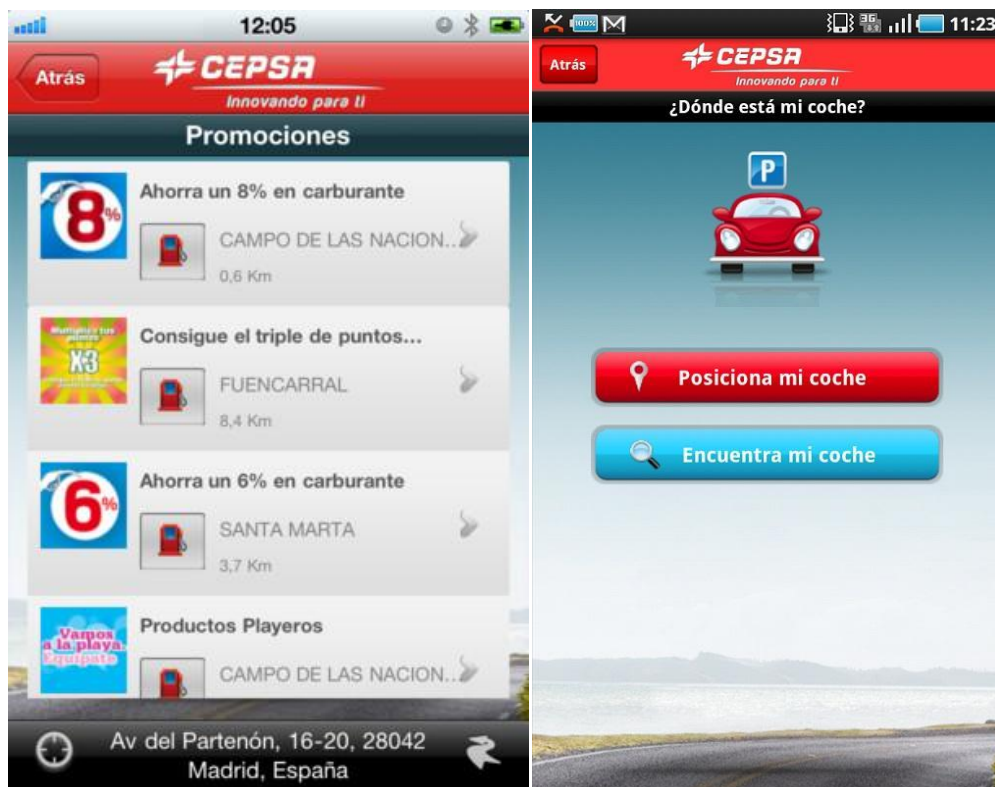 12:05
Atrás
CEPSA
Innovando para ti
Promociones
8%
Ahorra un 8% en carburante
CAMPO DE LAS NACION..
0,6 Km
X3
Consigue el triple de puntos...
FUENCARRAL
8,4 Km
6%
Ahorra un 6% en carburante
SANTA MARTA
3,7 Km
Vamos
a la playa.
Equípate
Productos Playeros
CAMPO DE LAS NACION..
Av del Partenón, 16-20, 28042
Madrid, España
100%
3G
11:23
Atrás
CEPSA
Innovando para ti
¿Dónde está mi coche?
P
Posiciona mi coche
Encuentra mi coche